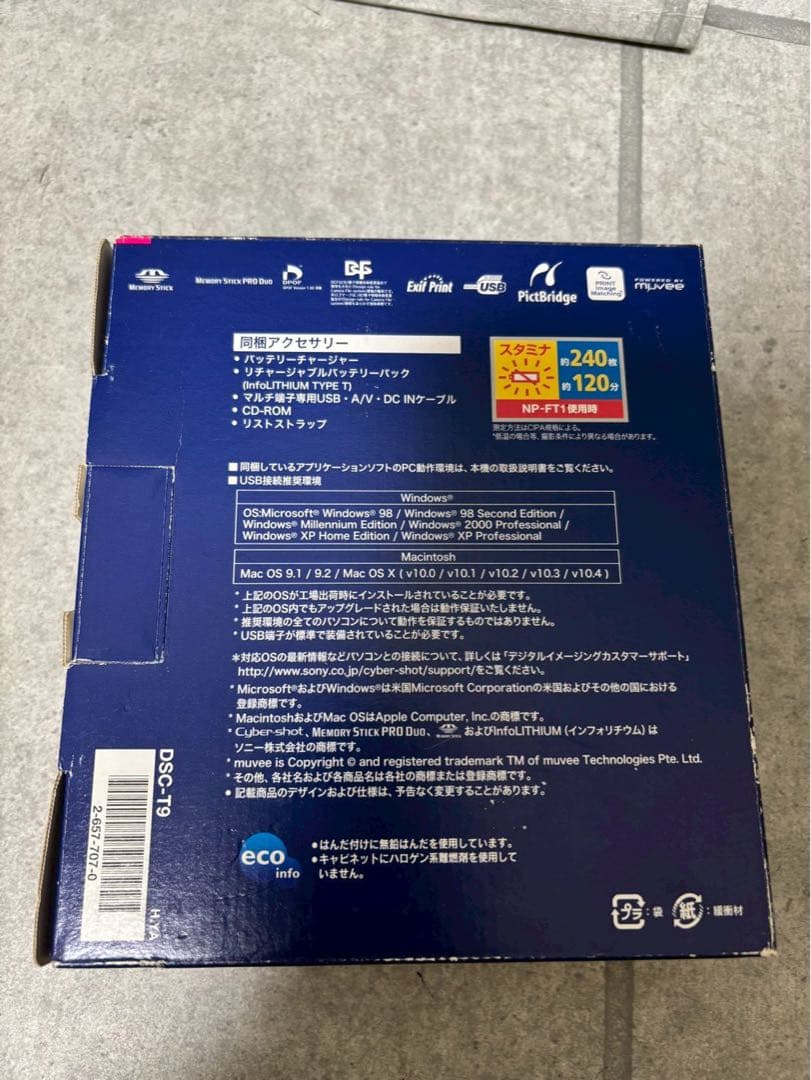 MEMORY STICK
MEMORY STICK PRO DUO
DPOF
DPOF Version 1.10 準拠
Exif Print
USB
PictBridge
PRINT Image Matching
POWERED BY muvee
同梱アクセサリー
● バッテリーチャージャー
● リチャージャブルバッテリーパック
(InfoLITHIUM TYPE T)
● マルチ端子専用USB・A/V・DC INケーブル
● CD-ROM
● リストストラップ
スタミナ
約240枚
約120分
NP-FT1使用時
測定方法はCIPA規格による。
*低温の場合等、撮影条件により異なる場合があります。
■同梱しているアプリケーションソフトのPC動作環境は、本機の取扱説明書をご覧ください。
■USB接続推奨環境
Windows®
OS:Microsoft® Windows® 98 / Windows® 98 Second Edition /
Windows® Millennium Edition / Windows® 2000 Professional /
Windows® XP Home Edition / Windows® XP Professional
Macintosh
Mac OS 9.1 / 9.2 / Mac OS X ( v10.0 / v10.1 / v10.2 / v10.3 / v10.4 )
* 上記のOSが工場出荷時にインストールされていることが必要です。
* 上記のOS内でもアップグレードされた場合は動作保証いたしません。
* 推奨環境の全てのパソコンについて動作を保証するものではありません。
* USB端子が標準で装備されていることが必要です。
*対応OSの最新情報などパソコンとの接続について、詳しくは「デジタルイメージングカスタマーサポート」
http://www.sony.co.jp/cyber-shot/support/をご覧ください。
* Microsoft®およびWindows®は米国Microsoft Corporationの米国およびその他の国における
登録商標です。
* MacintoshおよびMac OSはApple Computer, Inc.の商標です。
* Cyber-shot、MEMORY STICK PRO DUO、 MEMORY STICK およびInfoLITHIUM (インフォリチウム) は
ソニー株式会社の商標です。
* muvee is Copyright © and registered trademark TM of muvee Technologies Pte. Ltd.
* その他、各社名および各商品名は各社の商標または登録商標です。
● 記載商品のデザインおよび仕様は、予告なく変更することがあります。
DSC-T9
2-657-707-0
H,YA
eco info
●はんだ付けに無鉛はんだを使用しています。
●キャビネットにハロゲン系難燃剤を使用して
いません。
プラ : 袋
紙 : 緩衝材